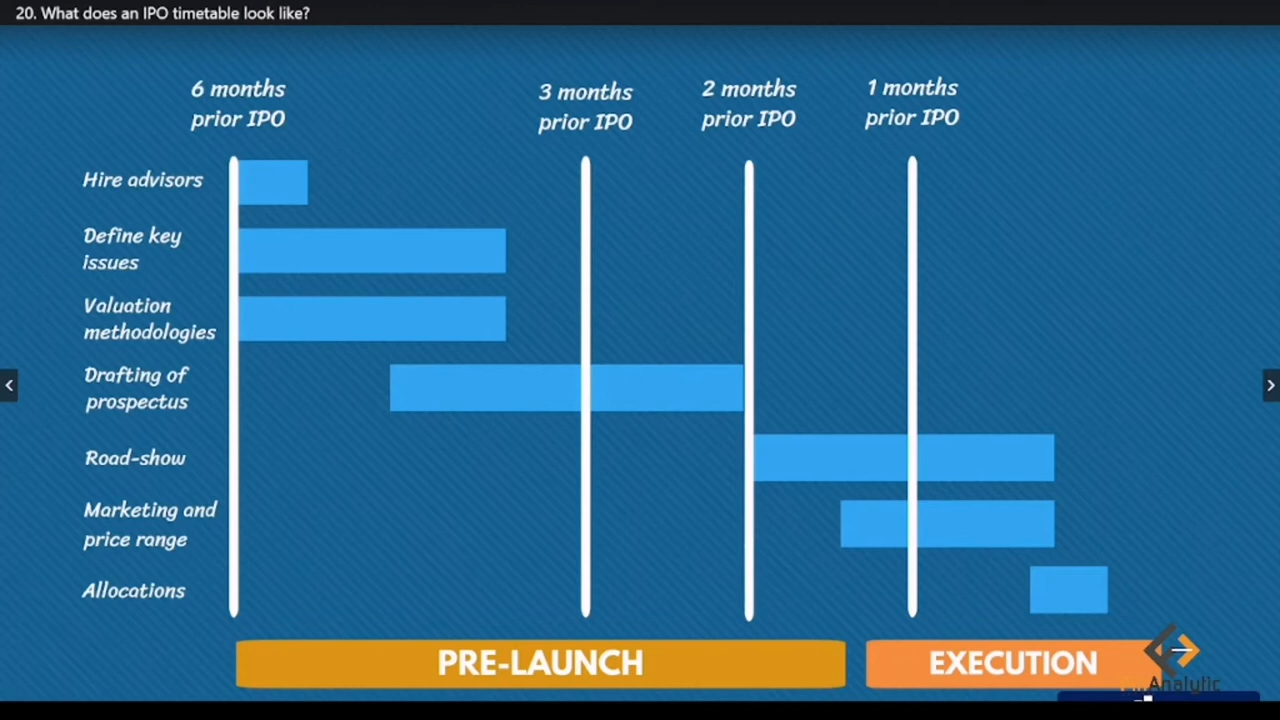 20. What does an IPO timetable look like?
6 months
prior IPO
3 months
prior IPO
2 months
prior IPO
1 months
prior IPO
Hire advisors
Define key
issues
Valuation
methodologies
Drafting of
prospectus
Road-show
Marketing and
price range
Allocations
PRE-LAUNCH
EXECUTION
Analytic